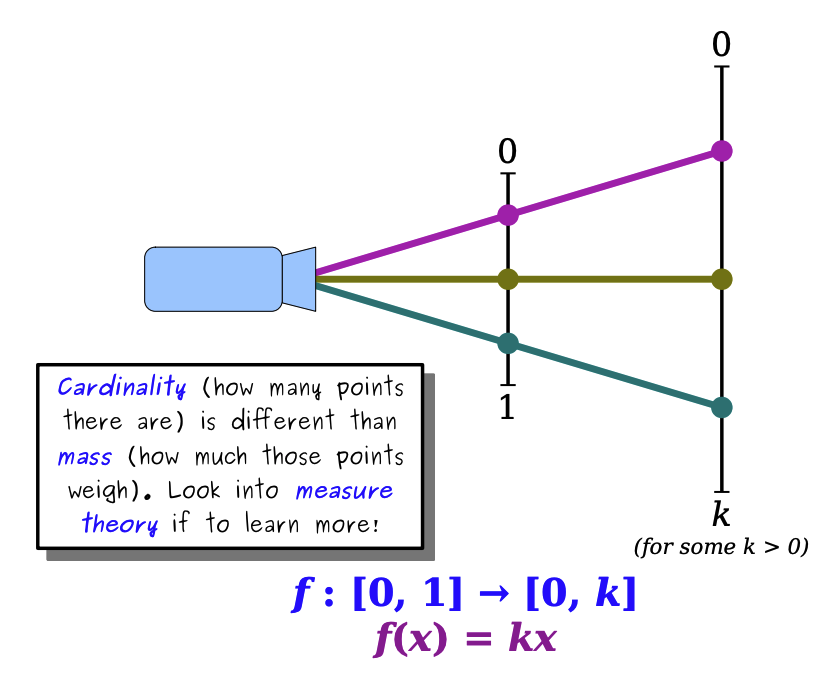 0
0
1
k
(for some k > 0)
Cardinality (how many points
there are) is different than
mass (how much those points
weigh). Look into measure
theory if to learn more!
f : [0, 1] → [0, k]
f(x) = kx